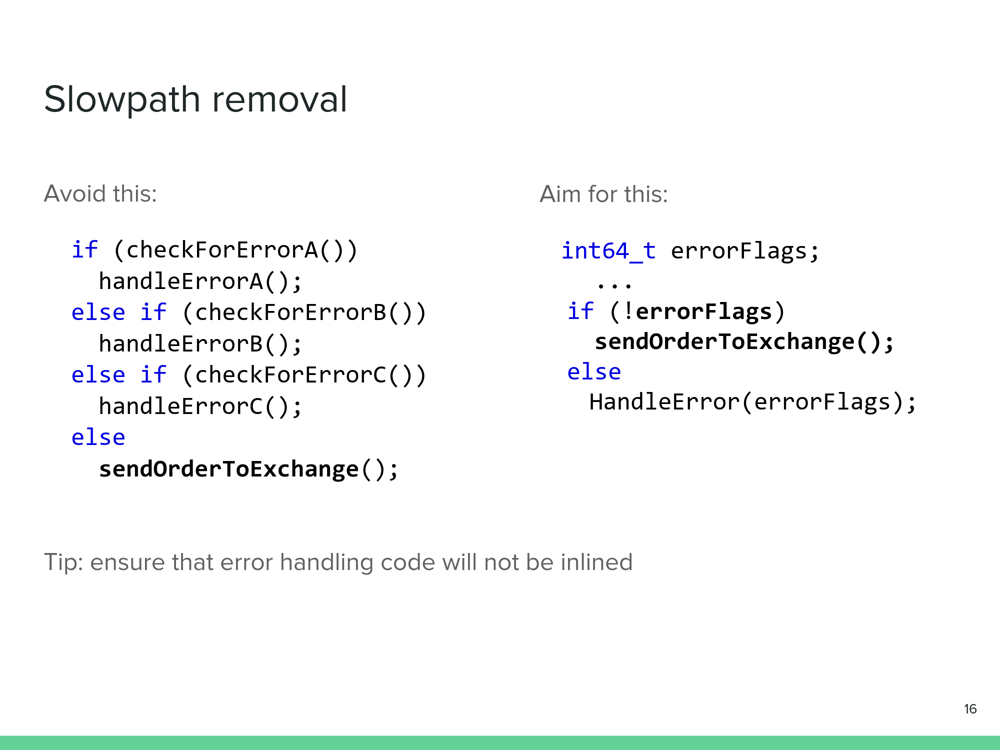 Slowpath removal
Avoid this:
if (checkForErrorA())
  handleErrorA();
else if (checkForErrorB())
  handleErrorB();
else if (checkForErrorC())
  handleErrorC();
else
  sendOrderToExchange();
Aim for this:
int64_t errorFlags;
  ...
if (!errorFlags)
  sendOrderToExchange();
else
  HandleError(errorFlags);
Tip: ensure that error handling code will not be inlined
16